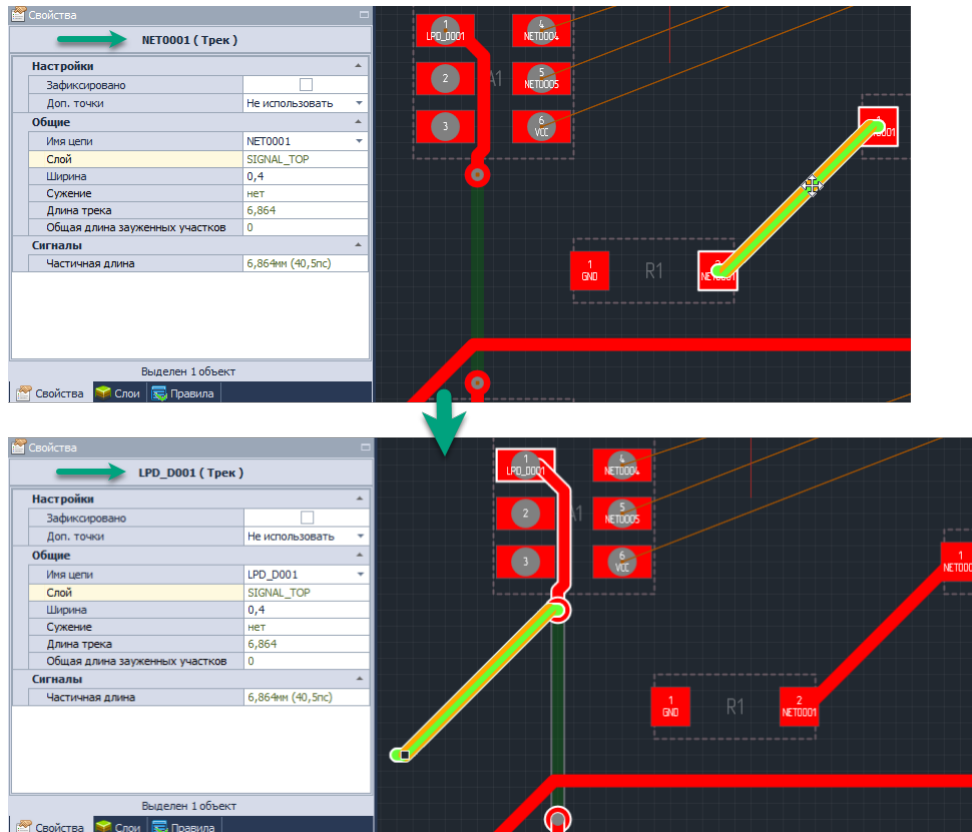 Свойства
NET0001 ( Трек )
Настройки
Зафиксировано
Доп. точки Не использовать
Общие
Имя цепи NET0001
Слой SIGNAL_TOP
Ширина 0,4
Сужение нет
Длина трека 6,864
Общая длина зауженных участков 0
Сигналы
Частичная длина 6,864мм (40,5пс)
Выделен 1 объект
Свойства Слои Правила
1
LPD_D001
4
NET0004
2
A1
5
NET0005
3
6
VCC
1
GND
R1
2
Свойства
LPD_D001 ( Трек )
Настройки
Зафиксировано
Доп. точки Не использовать
Общие
Имя цепи LPD_D001
Слой SIGNAL_TOP
Ширина 0,4
Сужение нет
Длина трека 6,864
Общая длина зауженных участков 0
Сигналы
Частичная длина 6,864мм (40,5пс)
Выделен 1 объект
Свойства Слои Правила
1
LPD_D001
4
NET0004
2
5
NET0005
3
6
VCC
1
1
GND
R1
2
NET0001